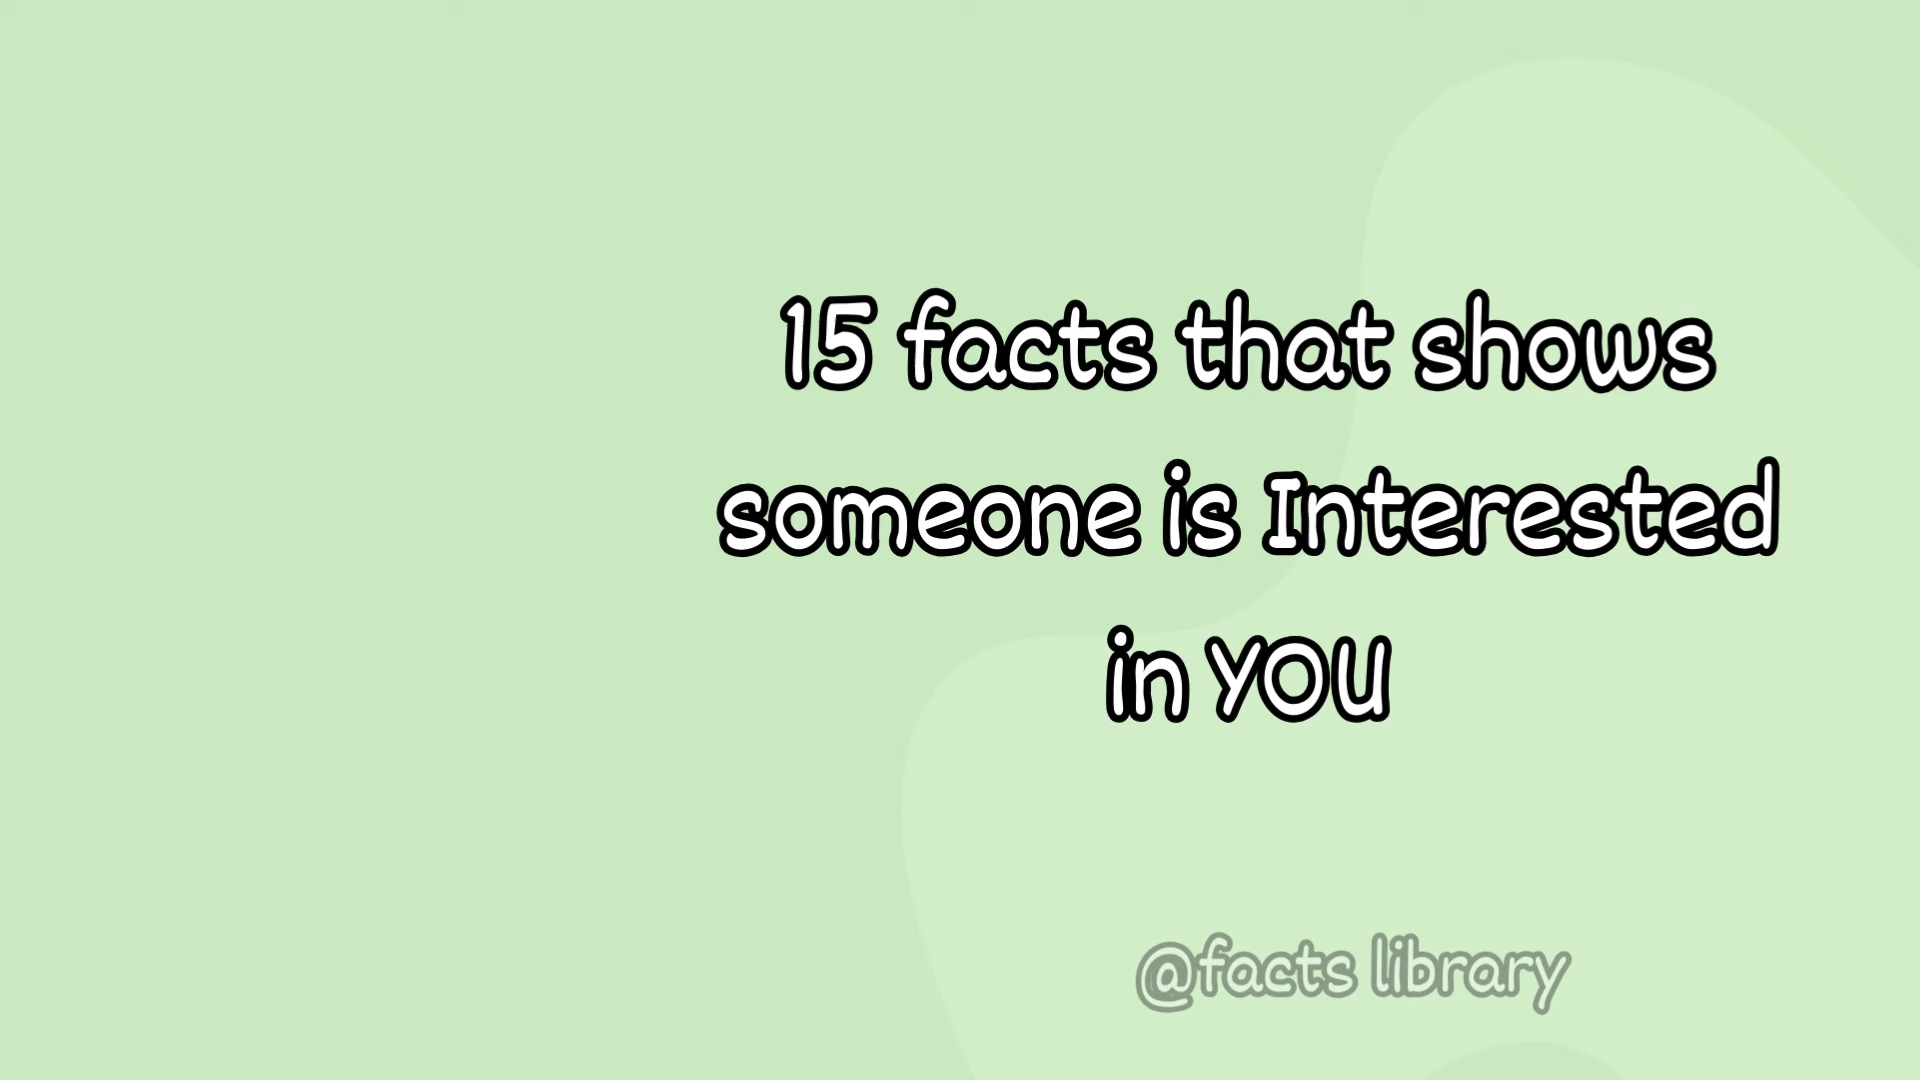 15 facts that shows
someone is Interested
in YOU
@facts library